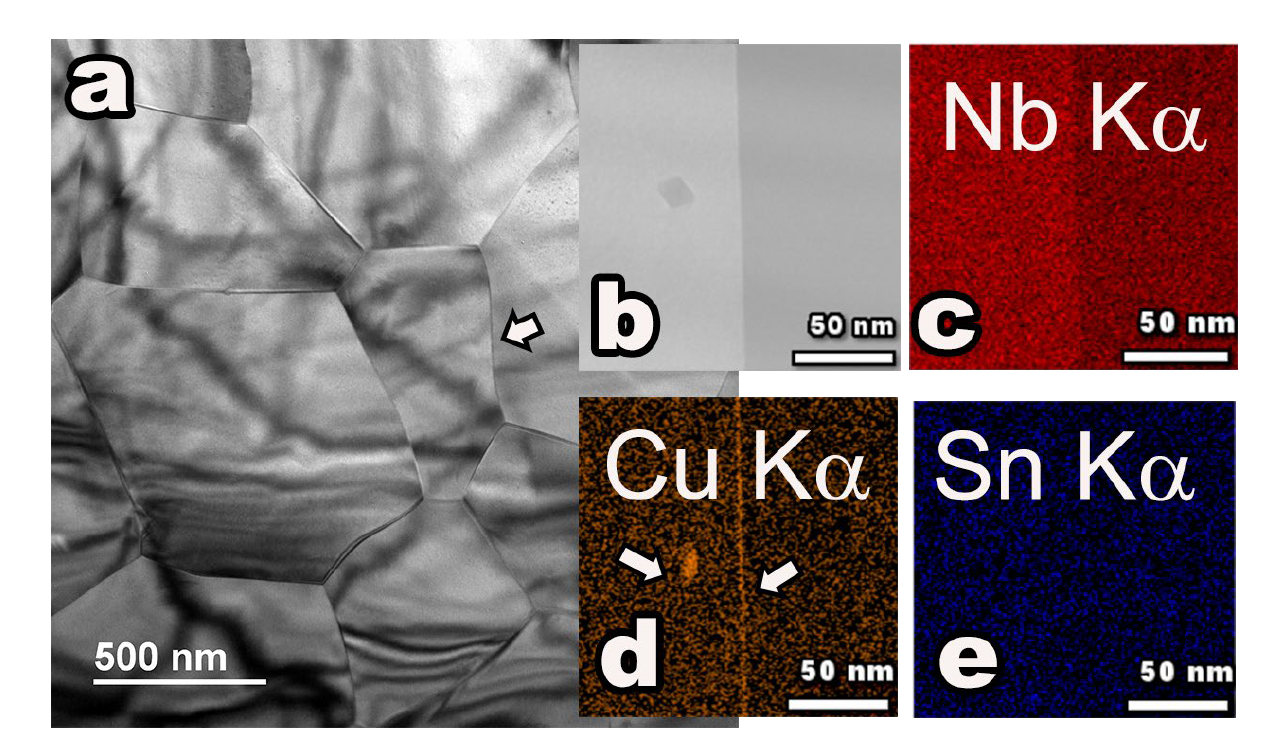 a
500 nm
b
50 nm
Nb Kα
c
50 nm
Cu Kα
d
50 nm
Sn Kα
e
50 nm